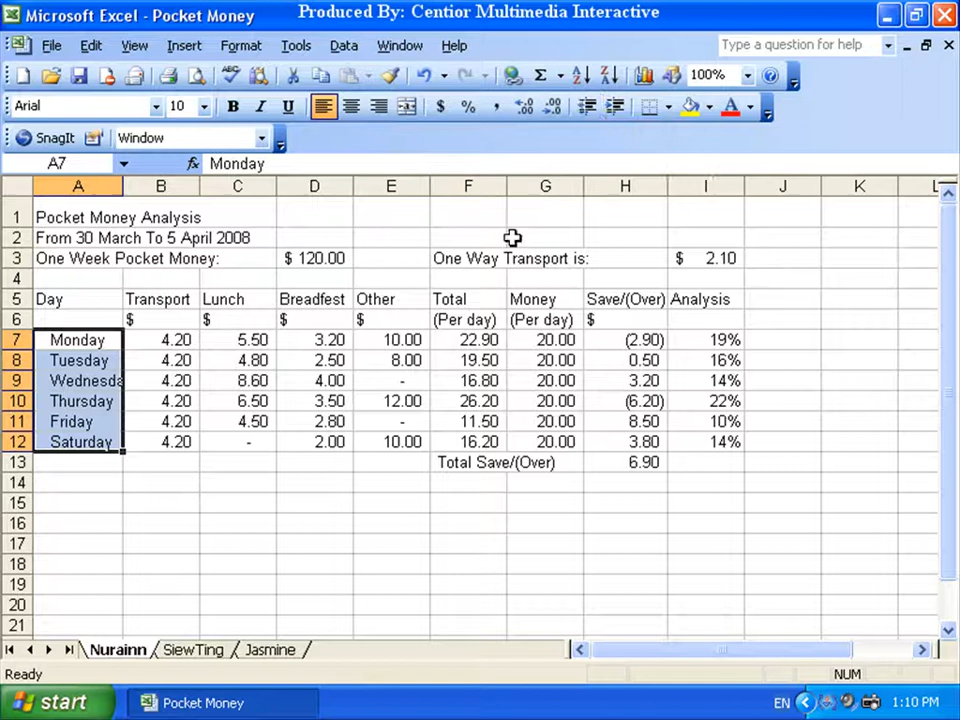 Microsoft Excel - Pocket Money
Produced By: Centior Multimedia Interactive
File Edit View Insert Format Tools Data Window Help
Type a question for help
100%
Arial 10 B I U $ % ,
SnagIt Window
A7 fx Monday
A B C D E F G H I J K L
1 Pocket Money Analysis
2 From 30 March To 5 April 2008
3 One Week Pocket Money: $ 120.00 One Way Transport is: $ 2.10
4
5 Day Transport Lunch Breadfest Other Total Money Save/(Over) Analysis
6 $ $ $ $ (Per day) (Per day) $
7 Monday 4.20 5.50 3.20 10.00 22.90 20.00 (2.90) 19%
8 Tuesday 4.20 4.80 2.50 8.00 19.50 20.00 0.50 16%
9 Wednesda 4.20 8.60 4.00 - 16.80 20.00 3.20 14%
10 Thursday 4.20 6.50 3.50 12.00 26.20 20.00 (6.20) 22%
11 Friday 4.20 4.50 2.80 - 11.50 20.00 8.50 10%
12 Saturday 4.20 - 2.00 10.00 16.20 20.00 3.80 14%
13 Total Save/(Over) 6.90
14
15
16
17
18
19
20
21
Nurainn SiewTing Jasmine
Ready NUM
start Pocket Money EN 1:10 PM